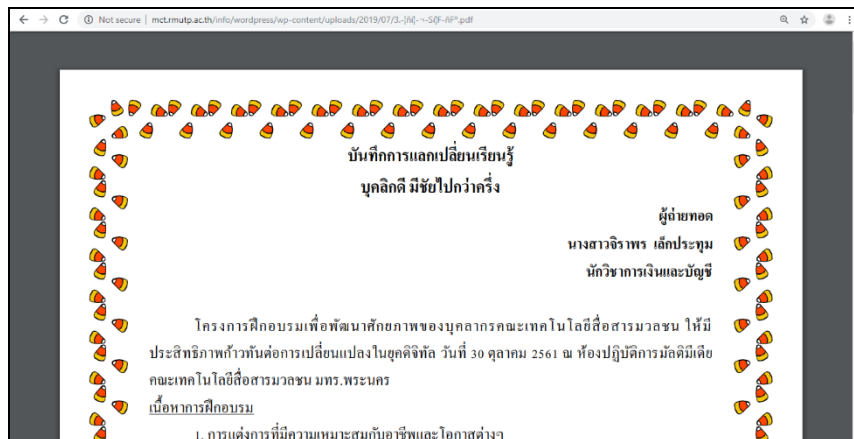 Not secure | mct.rmutp.ac.th/info/wordpress/wp-content/uploads/2019/07/3.
บันทึกการแลกเปลี่ยนเรียนรู้
บุคลิกดี มีชัยไปกว่าครึ่ง
ผู้ถ่ายทอด
นางสาวจิราพร เล็กประทุม
นักวิชาการเงินและบัญชี
โครงการฝึกอบรมเพื่อพัฒนาศักยภาพของบุคลากรคณะเทคโนโลยีสื่อสารมวลชน ให้มี
ประสิทธิภาพก้าวทันต่อการเปลี่ยนแปลงในยุคดิจิทัล วันที่ 30 ตุลาคม 2561 ณ ห้องปฏิบัติการมัลติมีเดีย
คณะเทคโนโลยีสื่อสารมวลชน มทร.พระนคร
เนื้อหาการฝึกอบรม
1. การแต่งการที่มีความเหมาะสมกับอาชีพและโอกาสต่างๆ